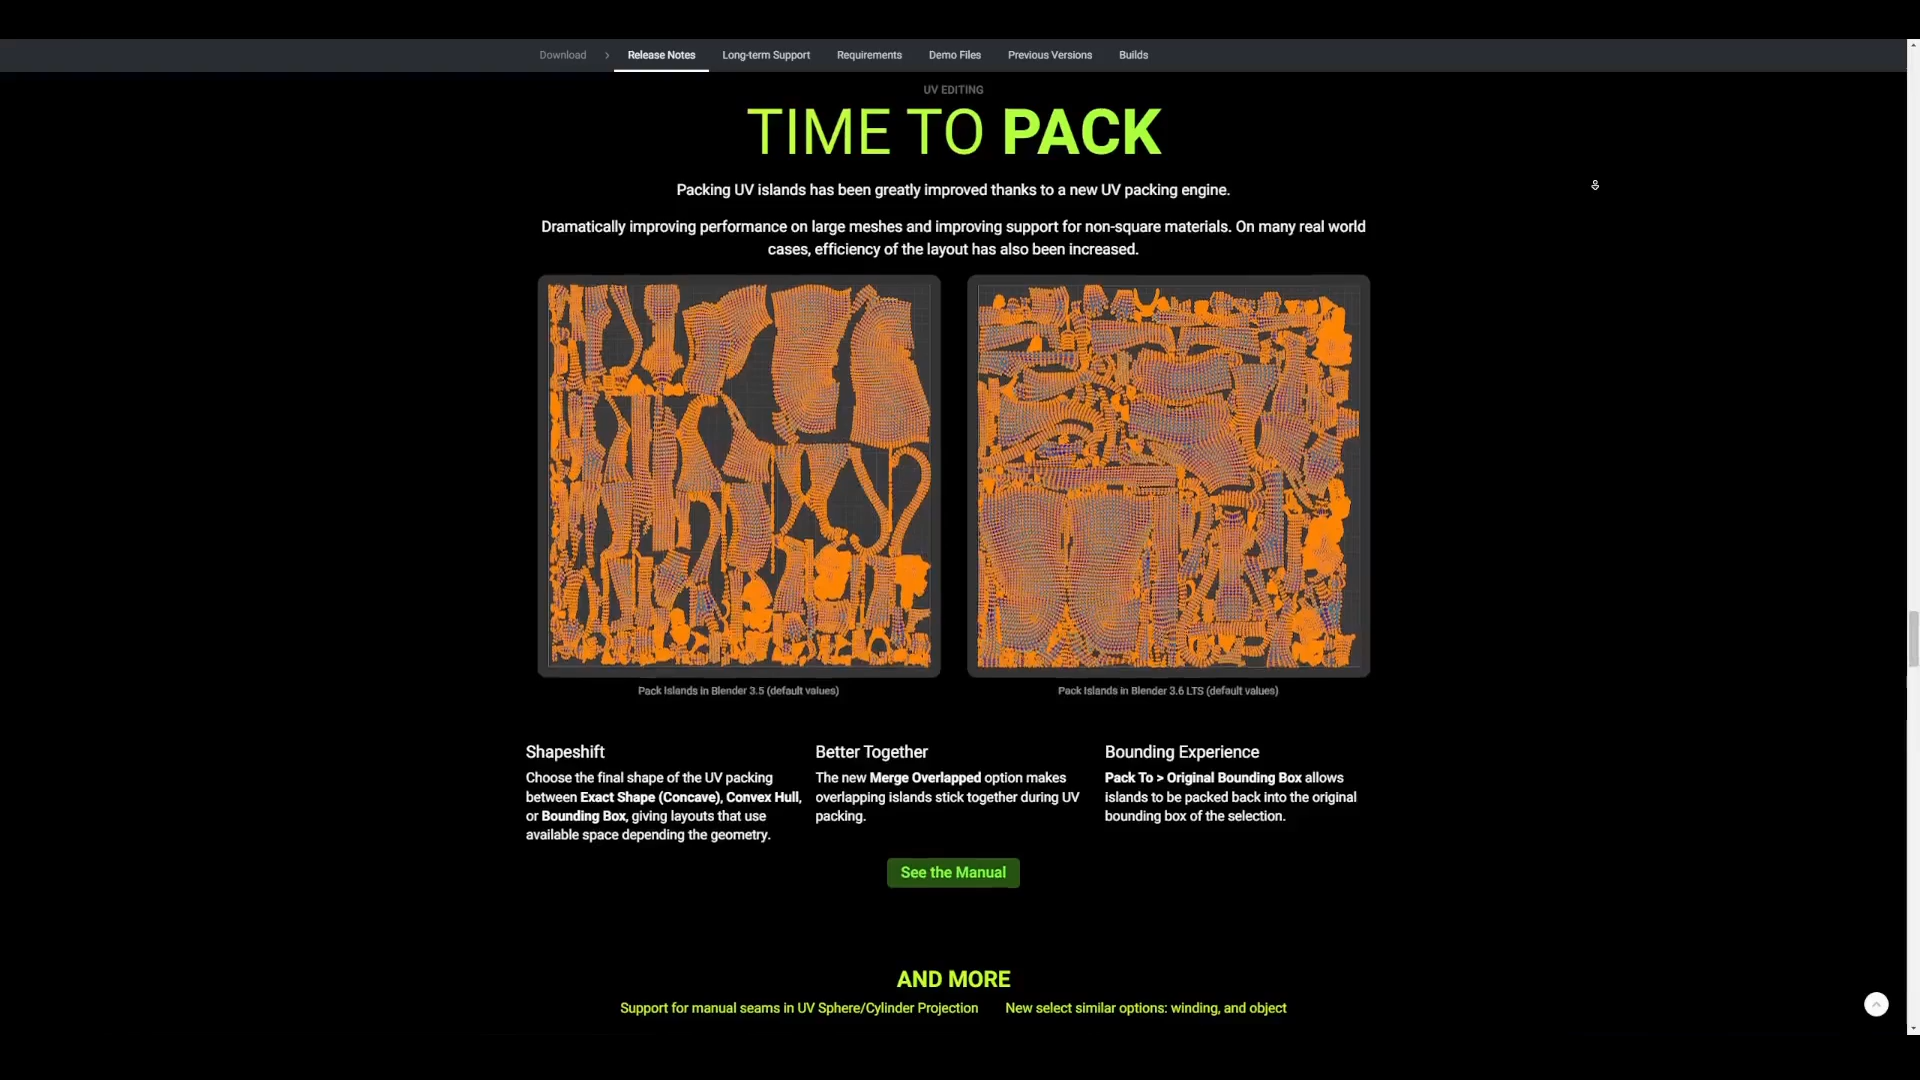 Download > Release Notes Long-term Support Requirements Demo Files Previous Versions Builds
UV EDITING
TIME TO PACK
Packing UV islands has been greatly improved thanks to a new UV packing engine.
Dramatically improving performance on large meshes and improving support for non-square materials. On many real world
cases, efficiency of the layout has also been increased.
Pack Islands in Blender 3.5 (default values)
Pack Islands in Blender 3.6 LTS (default values)
Shapeshift
Choose the final shape of the UV packing
between Exact Shape (Concave), Convex Hull,
or Bounding Box, giving layouts that use
available space depending the geometry.
Better Together
The new Merge Overlapped option makes
overlapping islands stick together during UV
packing.
Bounding Experience
Pack To > Original Bounding Box allows
islands to be packed back into the original
bounding box of the selection.
See the Manual
AND MORE
Support for manual seams in UV Sphere/Cylinder Projection
New select similar options: winding, and object